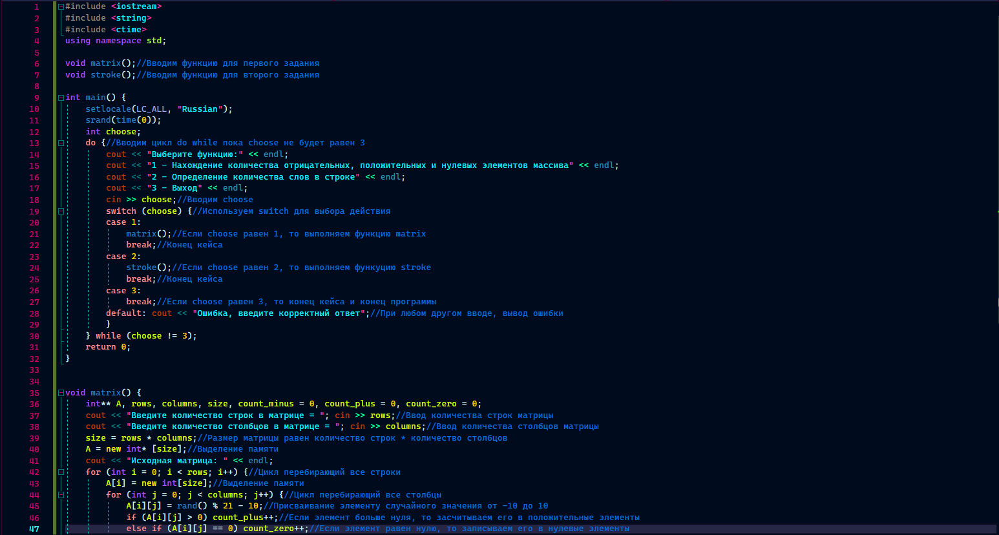 1 #include <iostream>
2 #include <string>
3 #include <ctime>
4 using namespace std;
5
6 void matrix();//Вводим функцию для первого задания
7 void stroke();//Вводим функцию для второго задания
8
9 int main() {
10 setlocale(LC_ALL, "Russian");
11 srand(time(0));
12 int choose;
13 do {//Вводим цикл do while пока choose не будет равен 3
14 cout << "Выберите функцию:" << endl;
15 cout << "1 - Нахождение количества отрицательных, положительных и нулевых элементов массива" << endl;
16 cout << "2 - Определение количества слов в строке" << endl;
17 cout << "3 - Выход" << endl;
18 cin >> choose;//Вводим choose
19 switch (choose) {//Используем switch для выбора действия
20 case 1:
21 matrix();//Если choose равен 1, то выполняем функцию matrix
22 break;//Конец кейса
23 case 2:
24 stroke();//Если choose равен 2, то выполняем функуцию stroke
25 break;//Конец кейса
26 case 3:
27 break;//Если choose равен 3, то конец кейса и конец программы
28 default: cout << "Ошибка, введите корректный ответ";//При любом другом вводе, вывод ошибки
29 }
30 } while (choose != 3);
31 return 0;
32 }
33
34
35 void matrix() {
36 int** A, rows, columns, size, count_minus = 0, count_plus = 0, count_zero = 0;
37 cout << "Введите количество строк в матрице = "; cin >> rows;//Ввод количества строк матрицы
38 cout << "Введите количество столбцов в матрице = "; cin >> columns;//Ввод количества столбцов матрицы
39 size = rows * columns;//Размер матрицы равен количество строк * количество столбцов
40 A = new int* [size];//Выделение памяти
41 cout << "Исходная матрица: " << endl;
42 for (int i = 0; i < rows; i++) {//Цикл перебирающий все строки
43 A[i] = new int[size];//Выделение памяти
44 for (int j = 0; j < columns; j++) {//Цикл перебирающий все столбцы
45 A[i][j] = rand() % 21 - 10;//Присваивание элементу случайного значения от -10 до 10
46 if (A[i][j] > 0) count_plus++;//Если элемент больше нуля, то засчитываем его в положительные элементы
47 else if (A[i][j] == 0) count_zero++;//Если элемент равен нулю, то записываем его в нулевые элементы